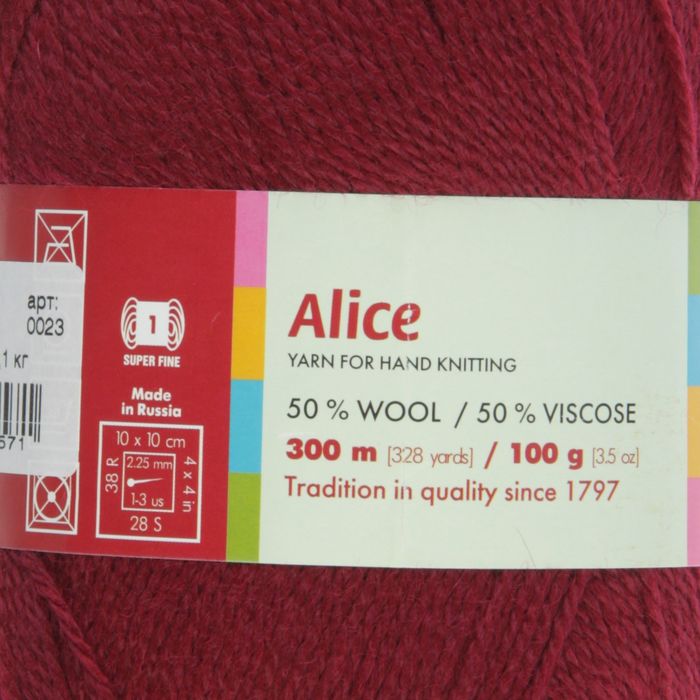 арт:
0023
1 кг
571
1
SUPER FINE
Made
in Russia
10 x 10 cm
38 R
2.25 mm
1-3 us
4 x 4 in
28 S
Alice
YARN FOR HAND KNITTING
50 % WOOL / 50 % VISCOSE
300 m [328 yards] / 100 g [3.5 oz]
Tradition in quality since 1797